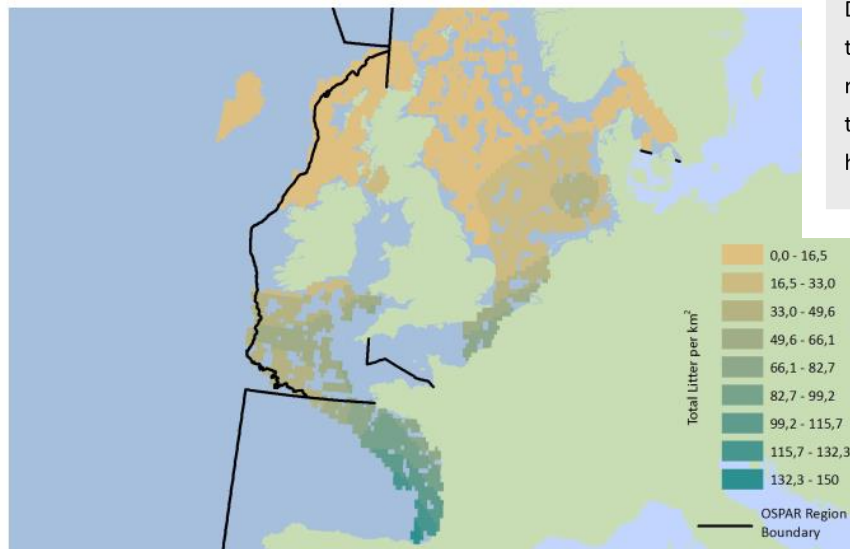 0,0 - 16,5
16,5 - 33,0
33,0 - 49,6
49,6 - 66,1
66,1 - 82,7
82,7 - 99,2
99,2 - 115,7
115,7 - 132,3
132,3 - 150
Total Litter per km²
OSPAR Region
Boundary